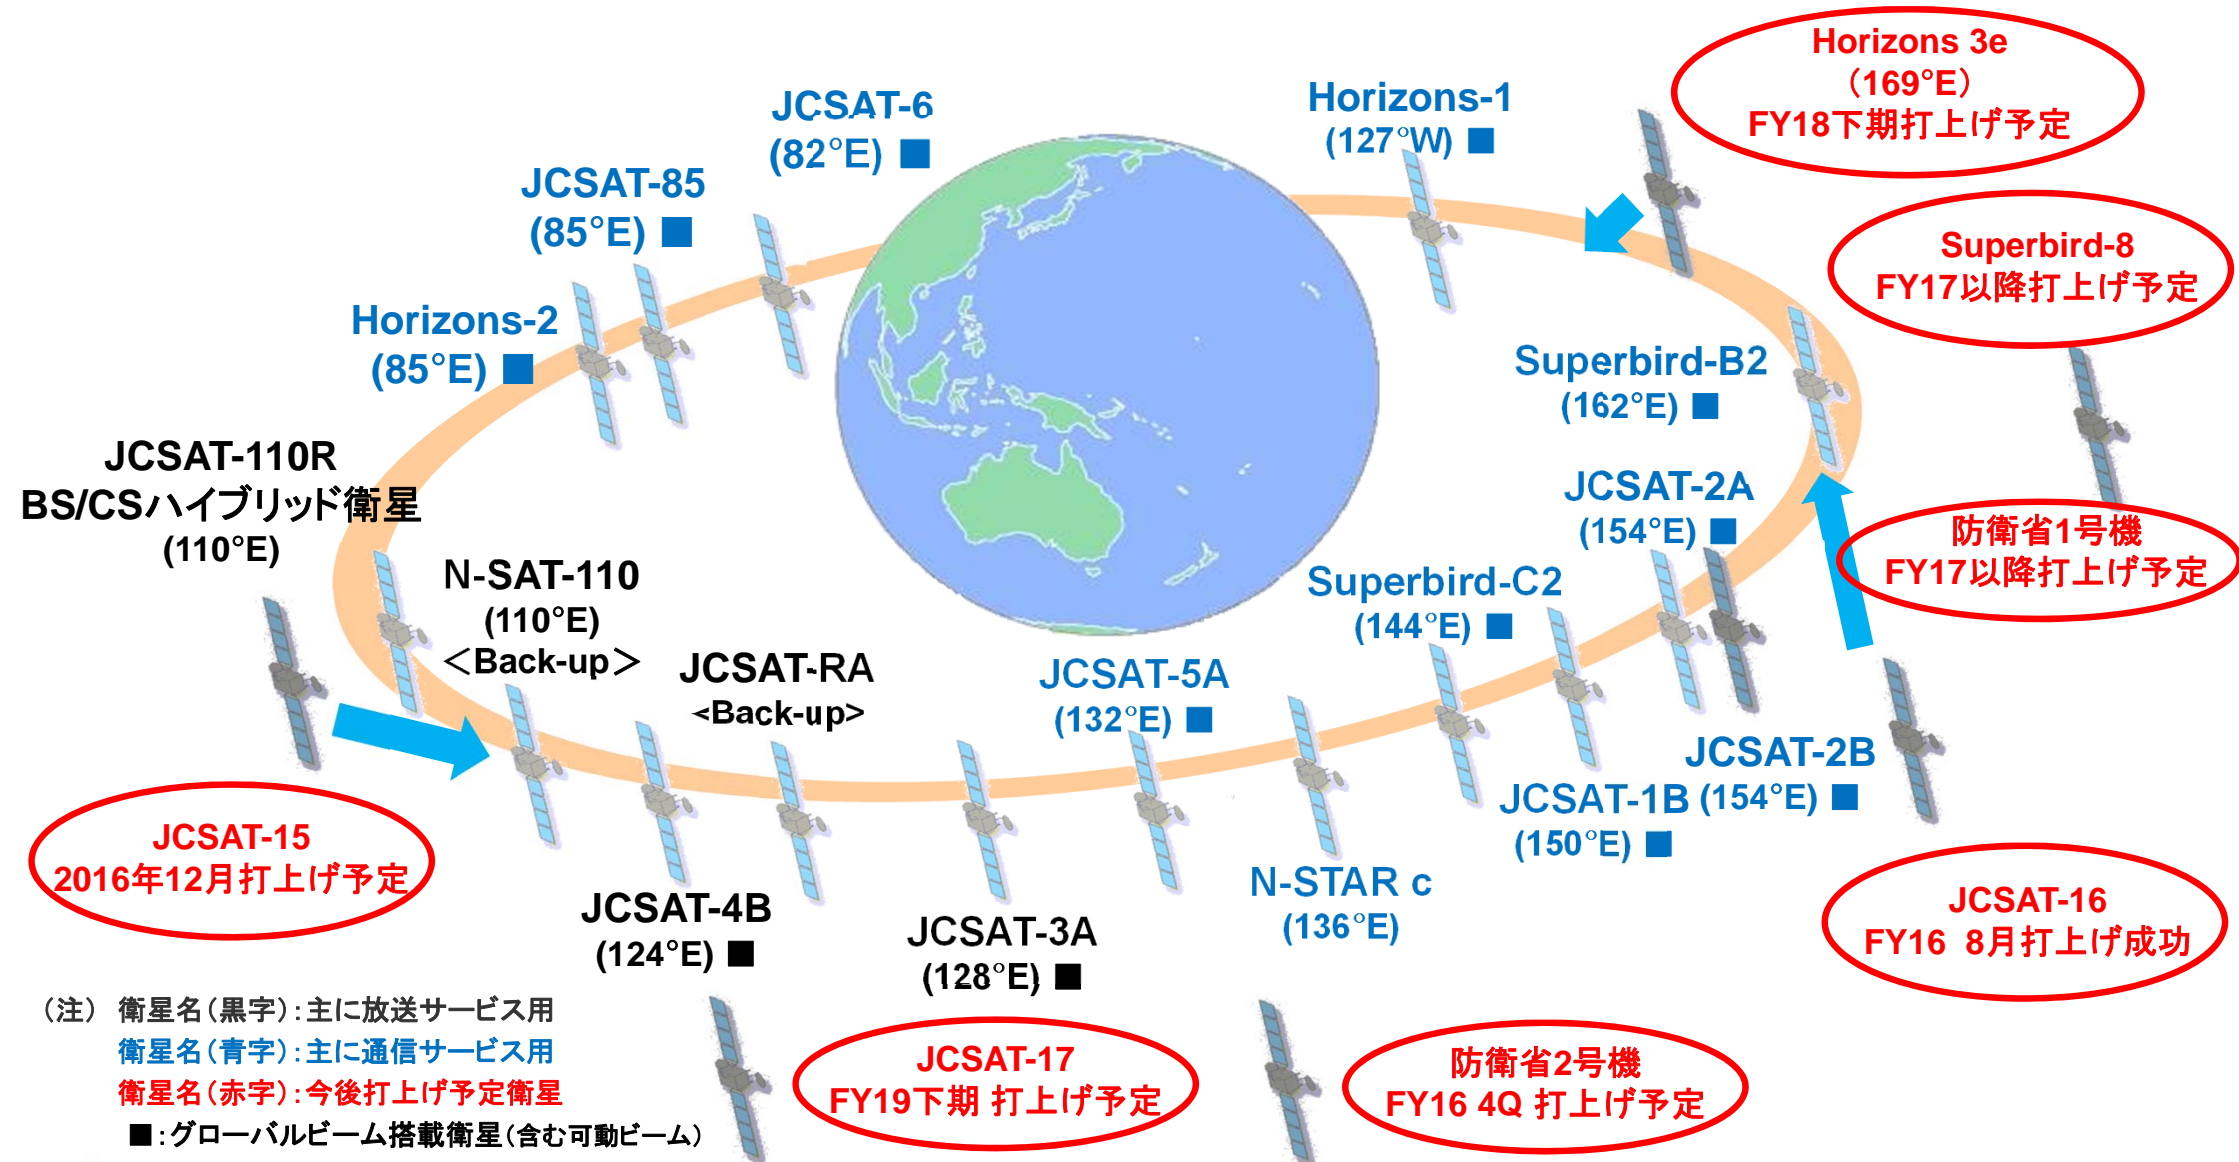 Horizons 3e
（169°E）
FY18下期打上げ予定
JCSAT-6
(82°E) ■
Horizons-1
(127°W) ■
JCSAT-85
(85°E) ■
Superbird-8
FY17以降打上げ予定
Horizons-2
(85°E) ■
Superbird-B2
(162°E) ■
JCSAT-110R
BS/CSハイブリッド衛星
(110°E)
JCSAT-2A
(154°E) ■
防衛省1号機
FY17以降打上げ予定
N-SAT-110
(110°E)
＜Back-up＞
Superbird-C2
(144°E) ■
JCSAT-RA
<Back-up>
JCSAT-5A
(132°E) ■
JCSAT-2B
(154°E) ■
JCSAT-1B
(150°E) ■
JCSAT-15
2016年12月打上げ予定
JCSAT-4B
(124°E) ■
JCSAT-3A
(128°E) ■
N-STAR c
(136°E)
JCSAT-16
FY16 8月打上げ成功
（注） 衛星名（黒字）：主に放送サービス用
衛星名（青字）：主に通信サービス用
衛星名（赤字）：今後打上げ予定衛星
■：グローバルビーム搭載衛星（含む可動ビーム）
JCSAT-17
FY19下期 打上げ予定
防衛省2号機
FY16 4Q 打上げ予定